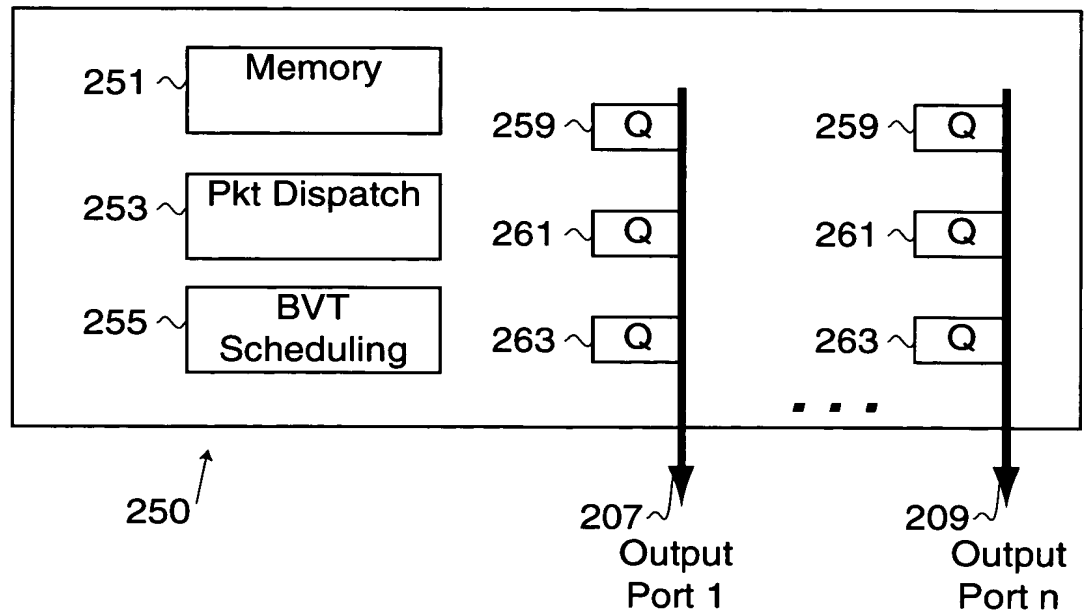 251 Memory
259 Q 259 Q
253 Pkt Dispatch
261 Q 261 Q
255 BVT
Scheduling
263 Q 263 Q
. . .
250
207 209
Output Output
Port 1 Port n